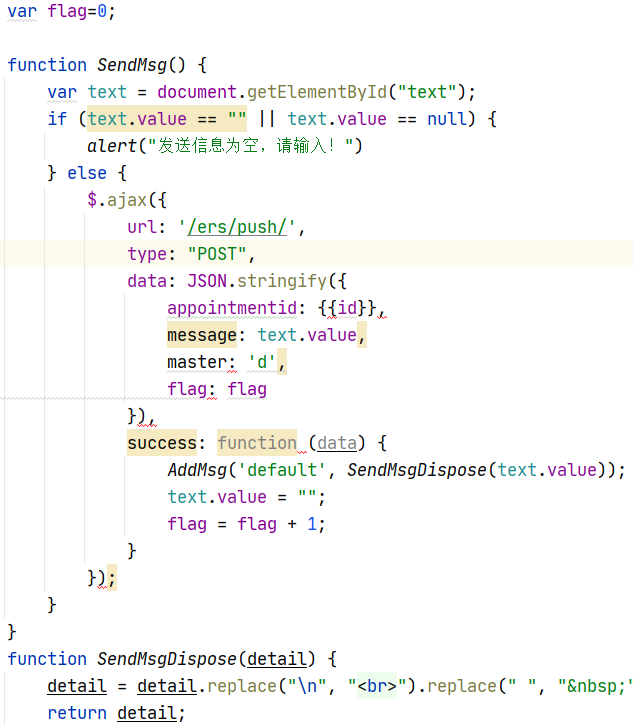 var flag=0;
function SendMsg() {
var text = document.getElementById("text");
if (text.value == "" || text.value == null) {
alert("发送信息为空，请输入！")
} else {
$.ajax({
url: '/ers/push/',
type: "POST",
data: JSON.stringify({
appointmentid: {{id}},
message: text.value,
master: 'd',
flag: flag
}),
success: function (data) {
AddMsg('default', SendMsgDispose(text.value));
text.value = "";
flag = flag + 1;
}
});
}
}
function SendMsgDispose(detail) {
detail = detail.replace("\n", "<br>").replace(" ", "&nbsp;"
return detail;